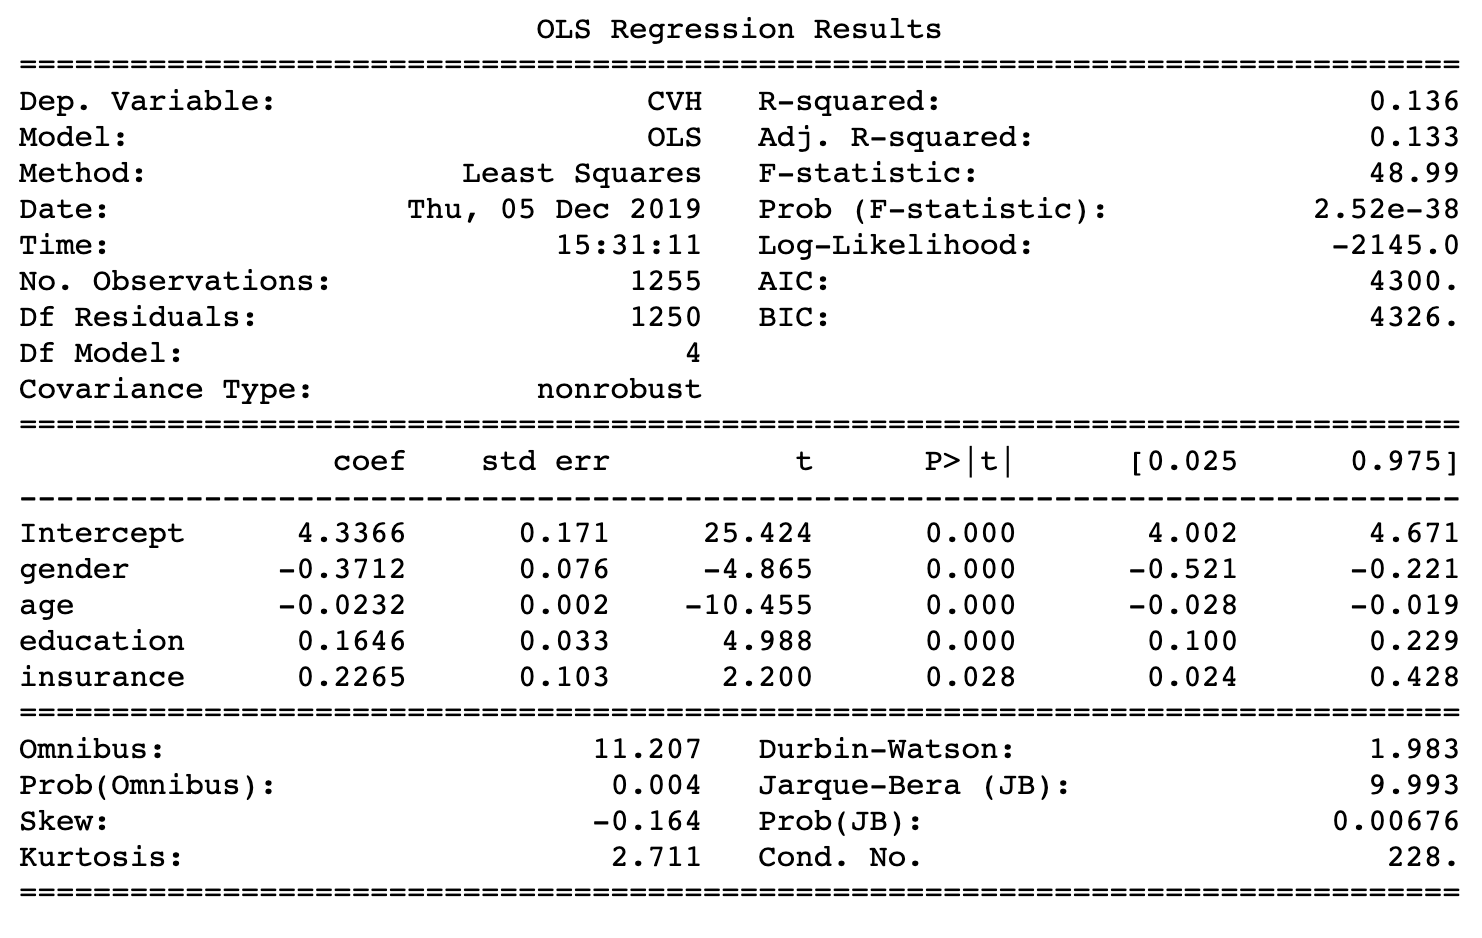 OLS Regression Results
==============================================================================
Dep. Variable:                    CVH   R-squared:                       0.136
Model:                            OLS   Adj. R-squared:                  0.133
Method:                 Least Squares   F-statistic:                     48.99
Date:                Thu, 05 Dec 2019   Prob (F-statistic):           2.52e-38
Time:                        15:31:11   Log-Likelihood:                -2145.0
No. Observations:                1255   AIC:                             4300.
Df Residuals:                    1250   BIC:                             4326.
Df Model:                           4
Covariance Type:            nonrobust
==============================================================================
                 coef    std err          t      P>|t|      [0.025      0.975]
------------------------------------------------------------------------------
Intercept      4.3366      0.171     25.424      0.000       4.002       4.671
gender        -0.3712      0.076     -4.865      0.000      -0.521      -0.221
age           -0.0232      0.002    -10.455      0.000      -0.028      -0.019
education      0.1646      0.033      4.988      0.000       0.100       0.229
insurance      0.2265      0.103      2.200      0.028       0.024       0.428
==============================================================================
Omnibus:                       11.207   Durbin-Watson:                   1.983
Prob(Omnibus):                  0.004   Jarque-Bera (JB):                9.993
Skew:                          -0.164   Prob(JB):                      0.00676
Kurtosis:                       2.711   Cond. No.                         228.
==============================================================================